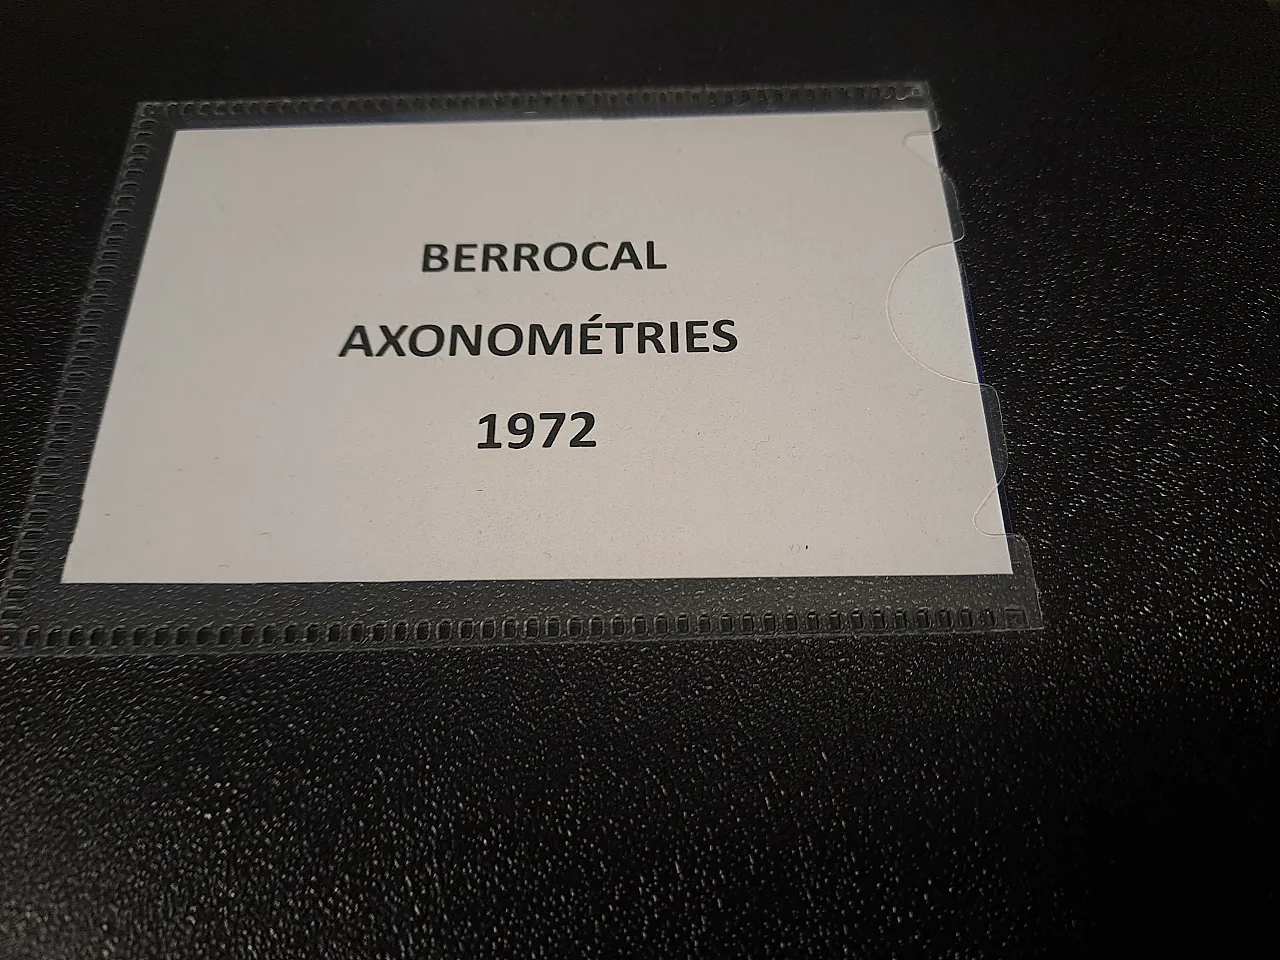 BERROCAL
AXONOMÉTRIES
1972